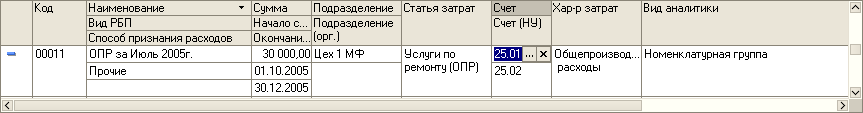 Код Наименование Сумма Подразделение Статья затрат Счет Хар-р затрат Вид аналитики
Вид РБП Начало с... Подразделение (орг.) Счет (НУ)
Способ признания расходов Окончани...
00011 ОПР за Июль 2005г. 30 000,00 Цех 1 МФ Услуги по ремонту (ОПР) 25.01 ... × Общепроизвод... расходы Номенклатурная группа
Прочие 01.10.2005 25.02
30.12.2005